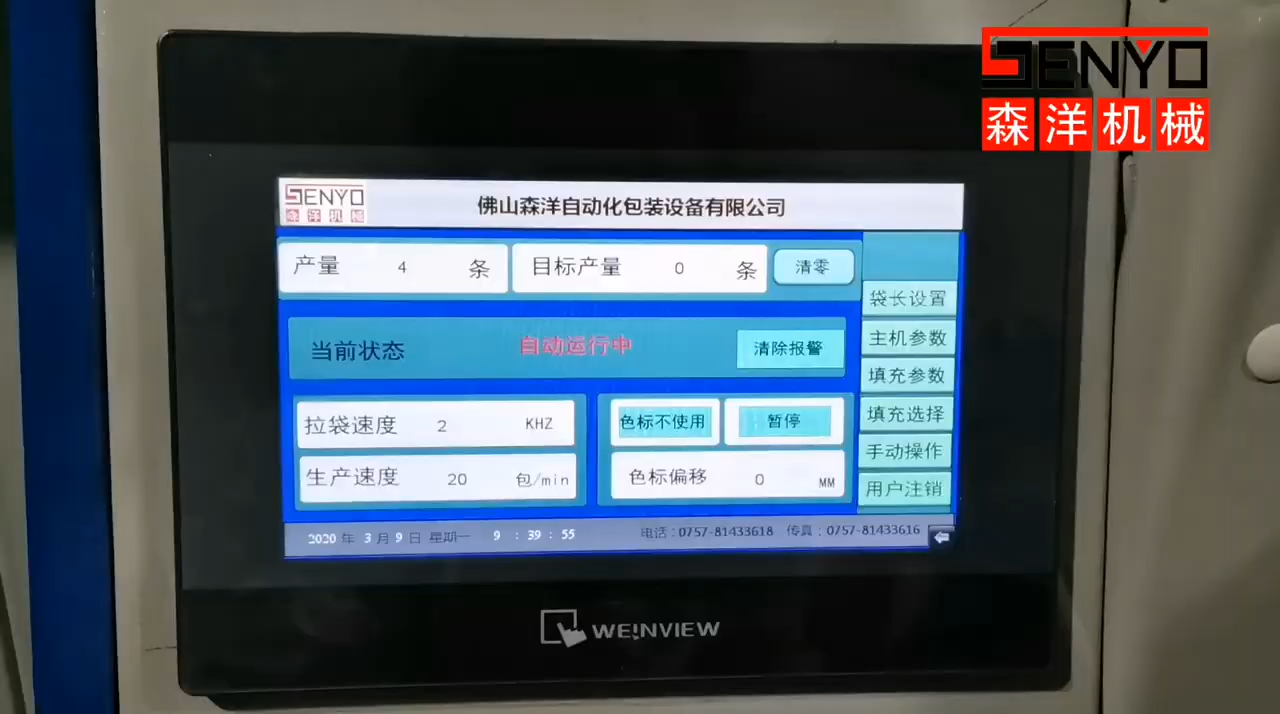 SENYO
森洋机械
SENYO
森洋机械
佛山森洋自动化包装设备有限公司
产量 4 条 目标产量 0 条 清零
当前状态 自动运行中 清除报警
拉袋速度 2 KHZ 色标不使用 暂停
生产速度 20 包/min 色标偏移 0 MM
袋长设置
主机参数
填充参数
填充选择
手动操作
用户注销
2020 年 3 月 9 日 星期一 9 : 39 : 55 电话：0757-81433618 传真：0757-81433616
WEINVIEW